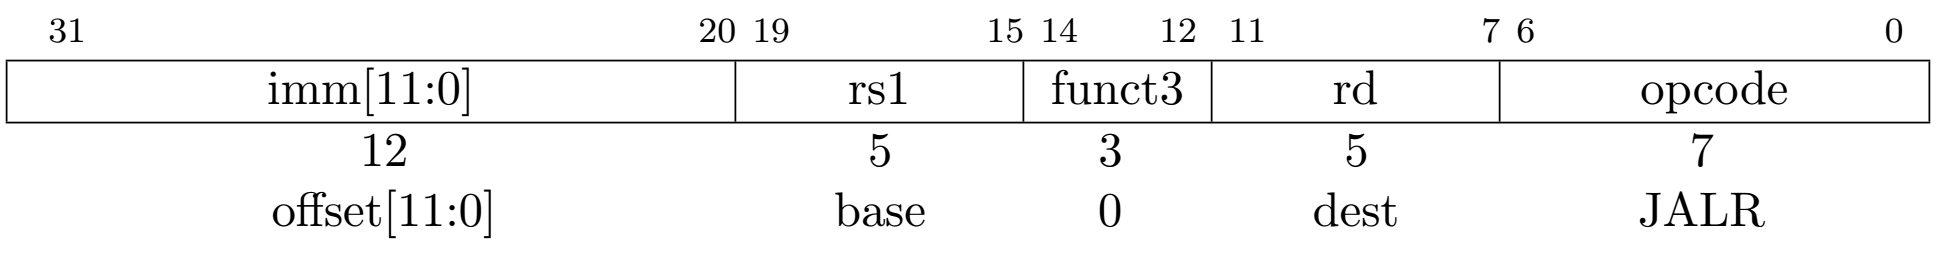 31 20 19 15 14 12 11 7 6 0
imm[11:0] rs1 funct3 rd opcode
12 5 3 5 7
offset[11:0] base 0 dest JALR